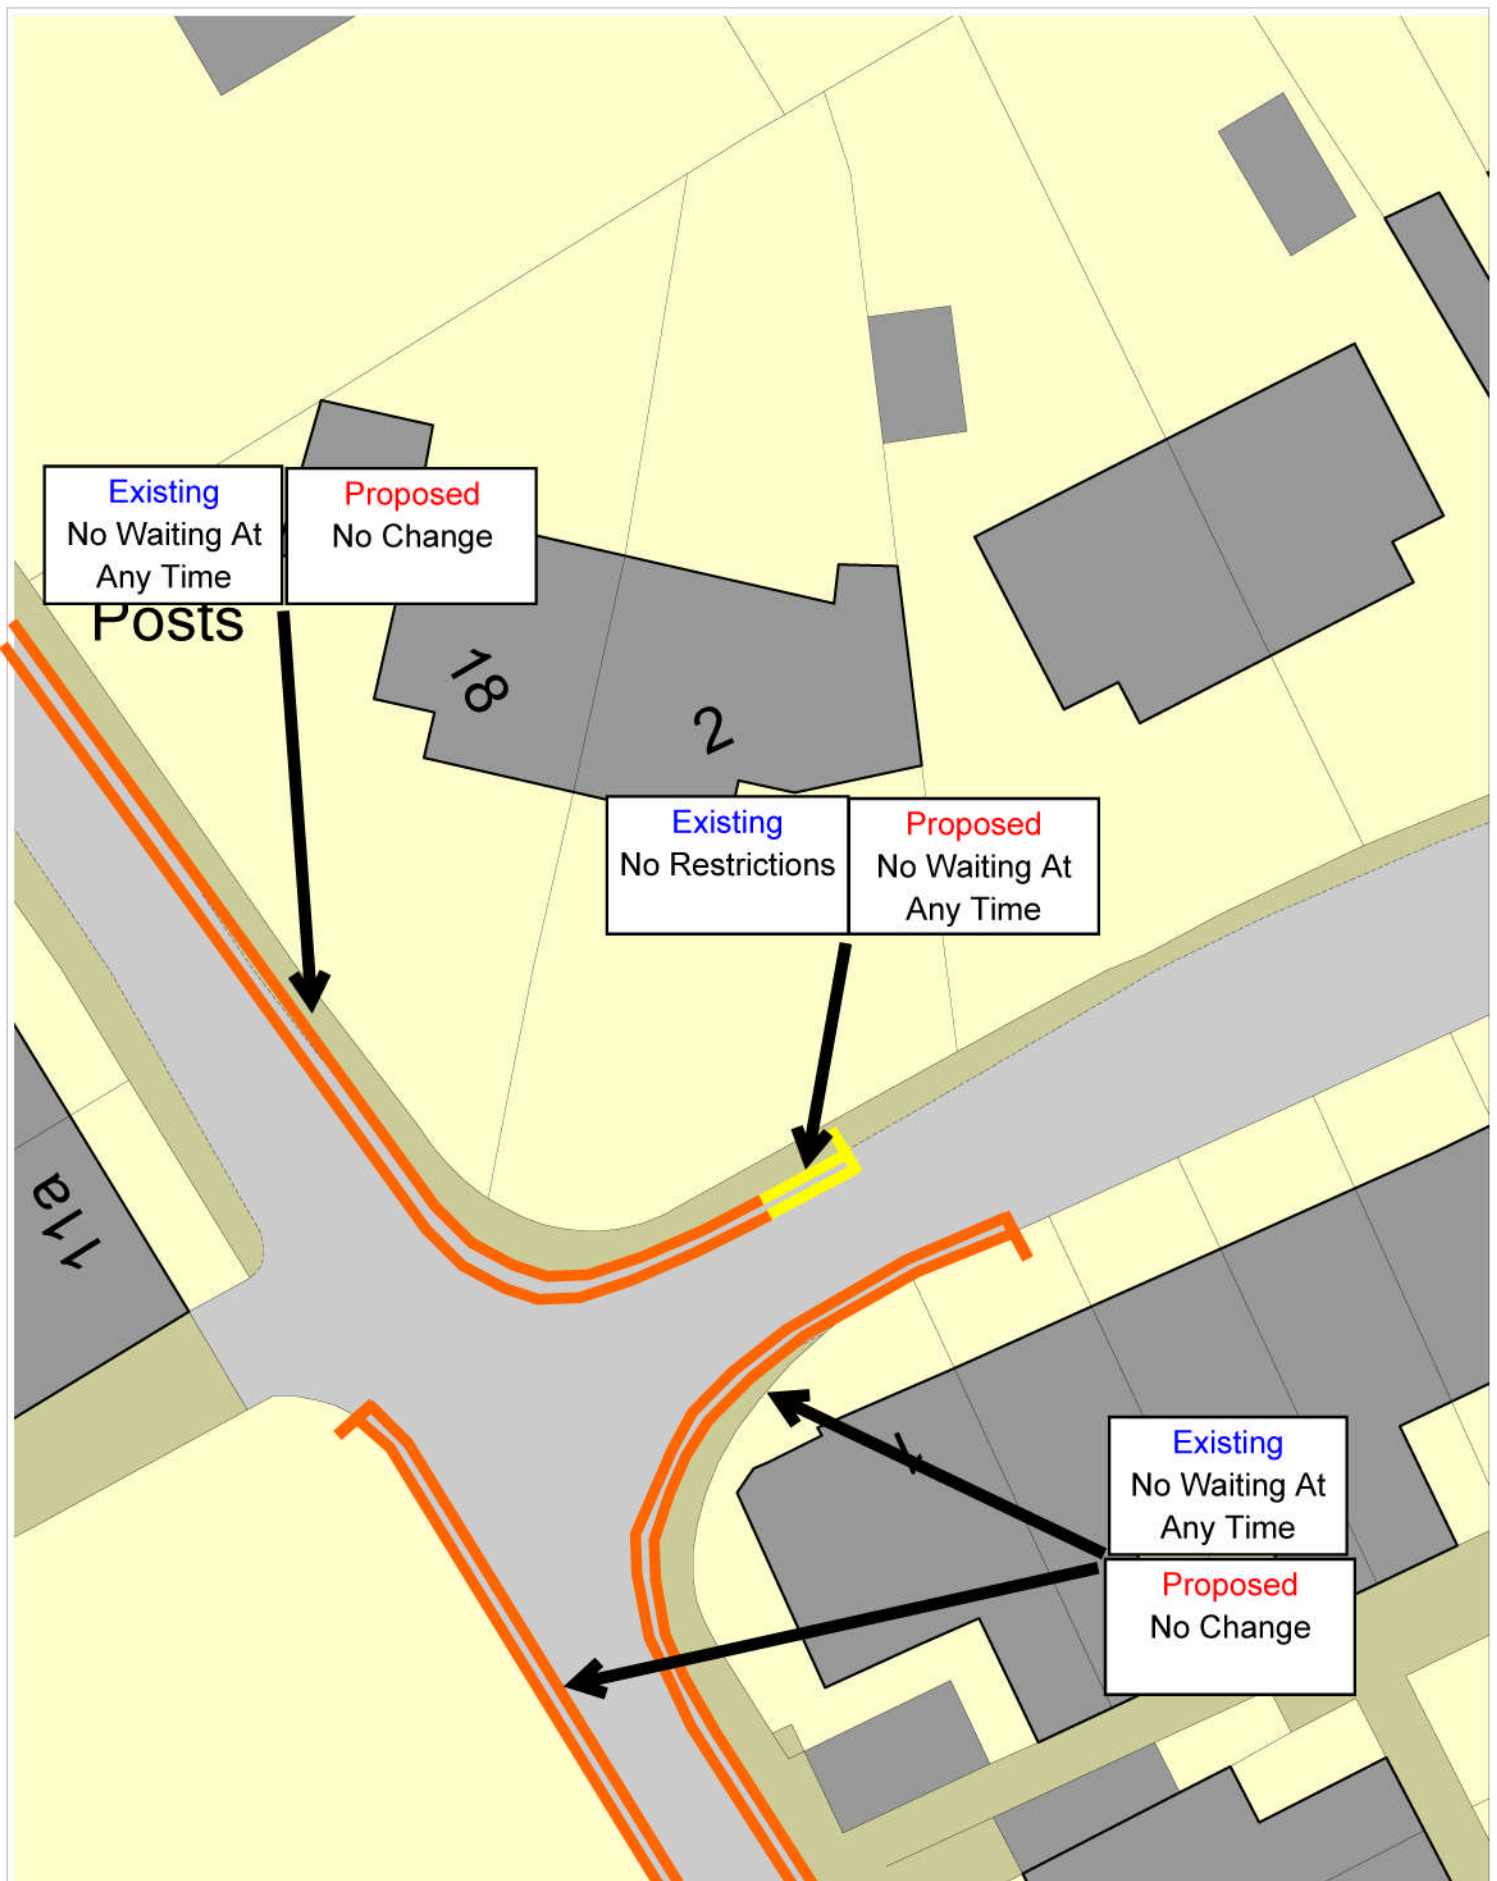 Existing
No Waiting At
Any Time
Proposed
No Change
Posts
18
2
Existing
No Restrictions
Proposed
No Waiting At
Any Time
11a
Existing
No Waiting At
Any Time
Proposed
No Change